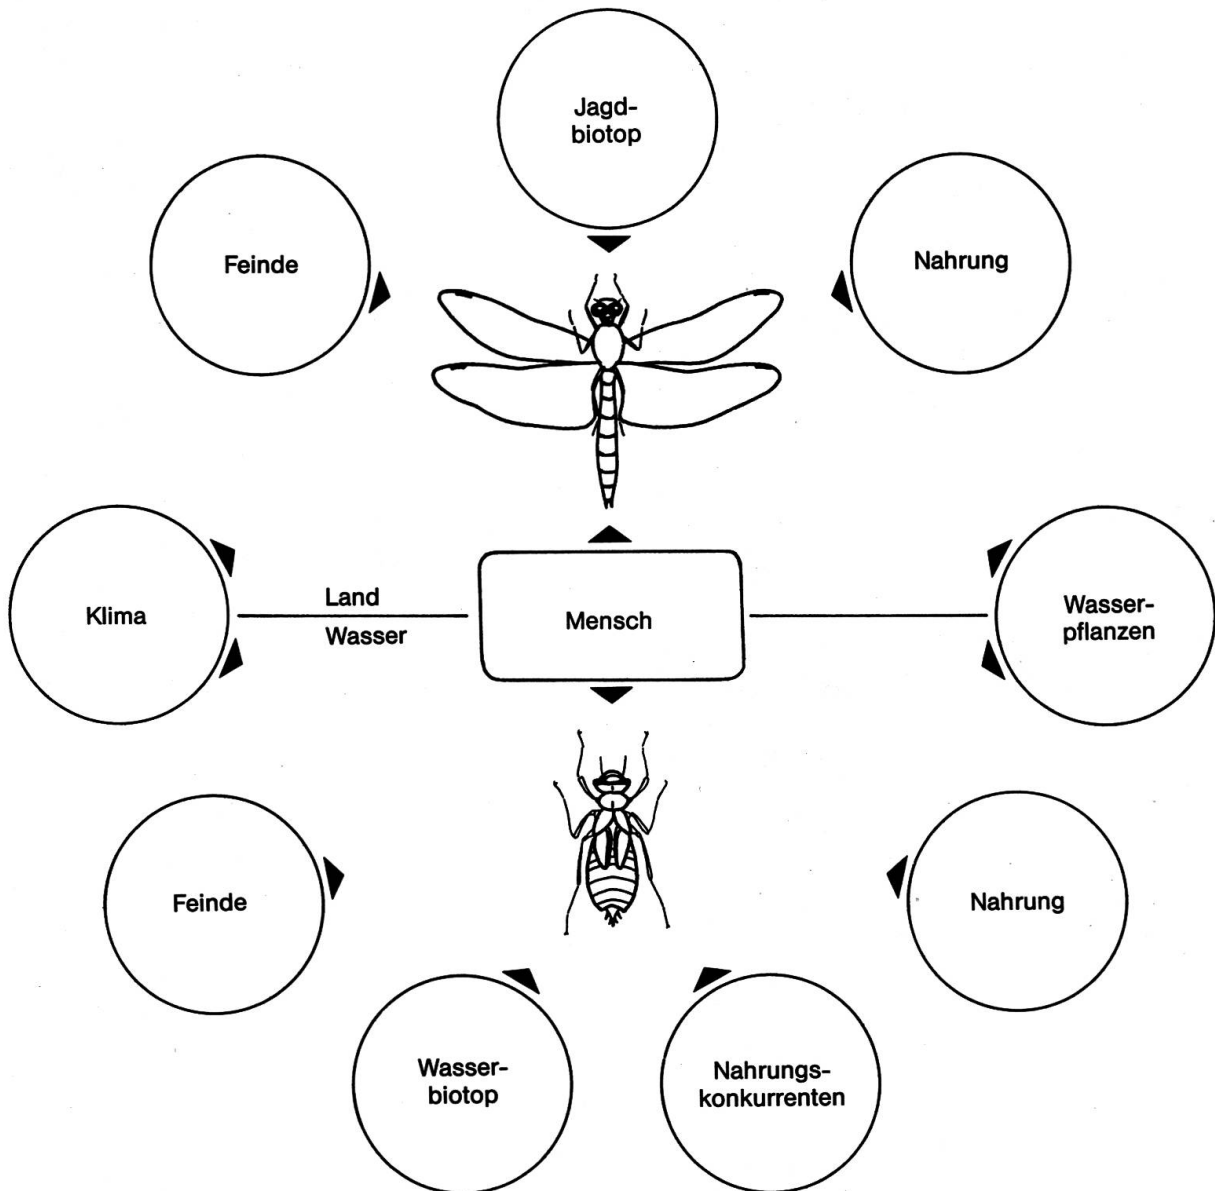 Jagd-
biotop
Feinde
Nahrung
Klima
Land
Wasser
Mensch
Wasser-
pflanzen
Feinde
Nahrung
Wasser-
biotop
Nahrungs-
konkurrenten